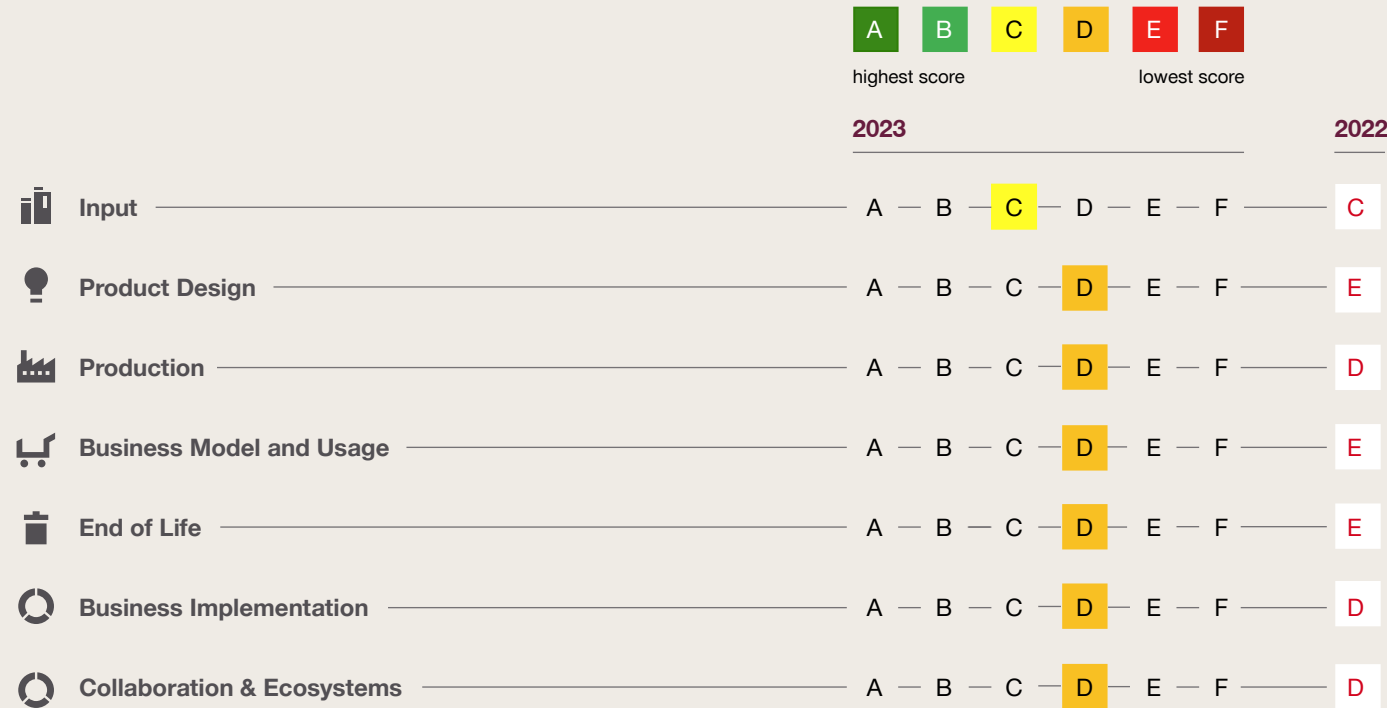 A B C D E F
highest score lowest score
2023 2022
Input A B C D E F C
Product Design A B C D E F E
Production A B C D E F D
Business Model and Usage A B C D E F E
End of Life A B C D E F E
Business Implementation A B C D E F D
Collaboration & Ecosystems A B C D E F D